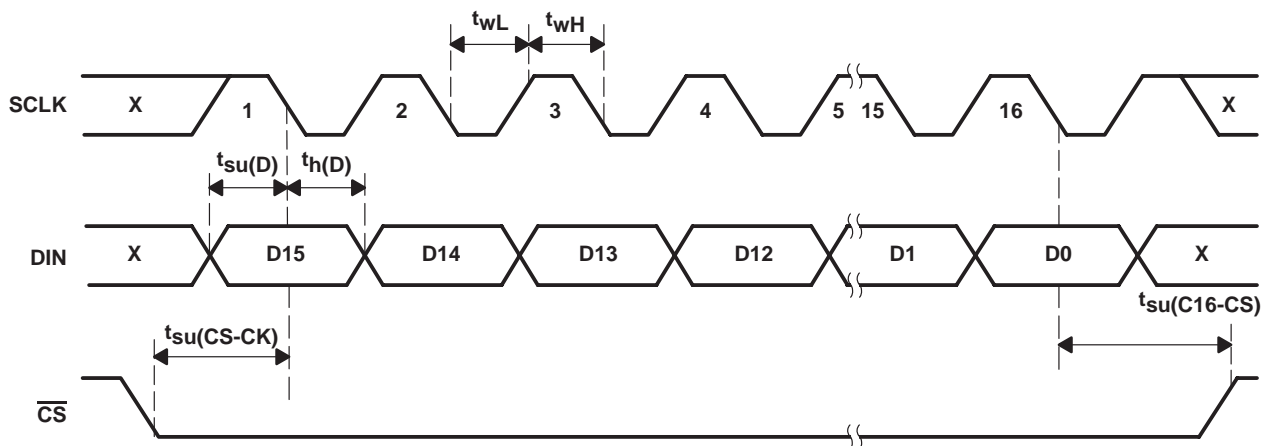 twL twH
SCLK X 1 2 3 4 5 15 16 X
tsu(D) th(D)
DIN X D15 D14 D13 D12 D1 D0 X
tsu(C16-CS)
tsu(CS-CK)
CS